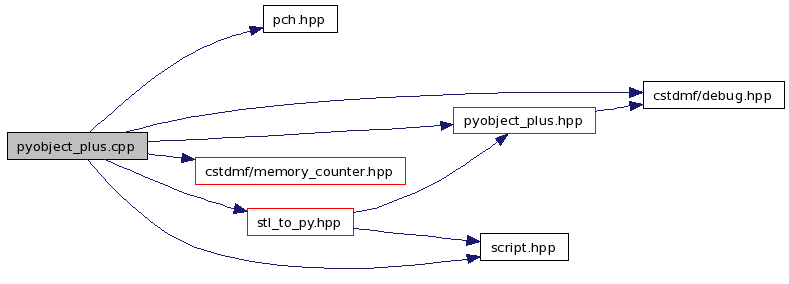 pch.hpp
cstdmf/debug.hpp
pyobject_plus.hpp
pyobject_plus.cpp
cstdmf/memory_counter.hpp
stl_to_py.hpp
script.hpp